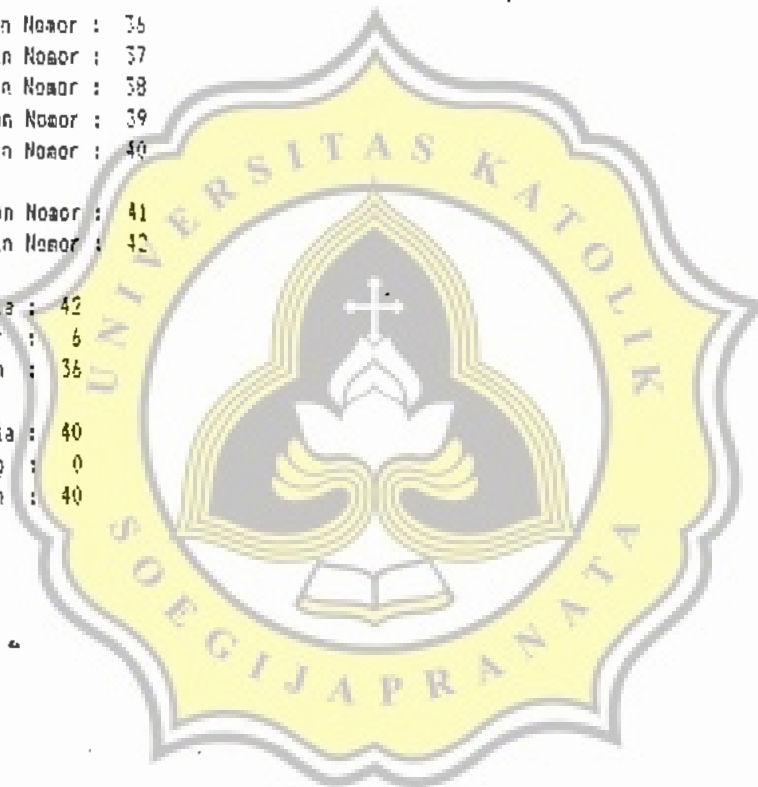 n Nomor : 36
n Nomor : 37
n Nomor : 38
n Nomor : 39
n Nomor : 40
n Nomor : 41
n Nomor : 42
a : 42
: 6
n : 36
ia : 40
: 0
n : 40
UNIVERSITAS KATOLIK
SOEGIJAPRANATA